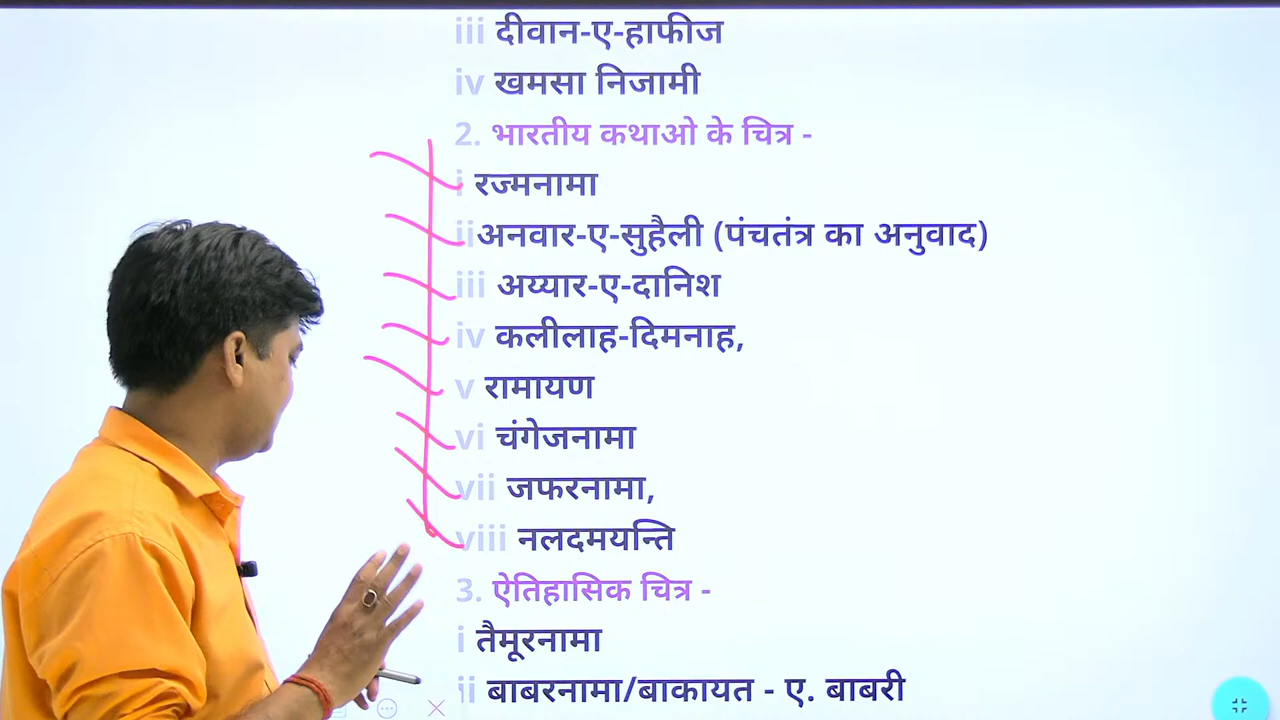 iii दीवान-ए-हाफीज
iv खमसा निजामी
2. भारतीय कथाओ के चित्र -
i रज्मनामा
ii अनवार-ए-सुहैली (पंचतंत्र का अनुवाद)
iii अय्यार-ए-दानिश
iv कलीलाह-दिमनाह,
v रामायण
vi चंगेजनामा
vii जफरनामा,
viii नलदमयन्ति
3. ऐतिहासिक चित्र -
i तैमूरनामा
ii बाबरनामा/बाकायत - ए. बाबरी